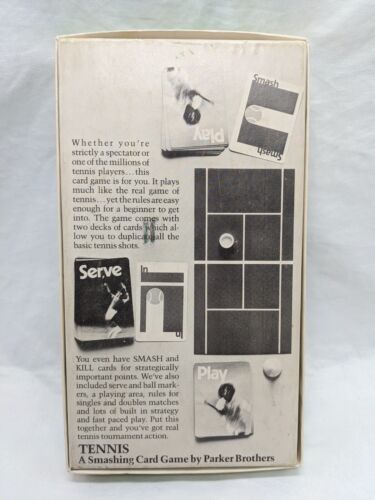 Play
Smash
Smash
Whether you're
strictly a spectator or
one of the millions of
tennis players...this
card game is for you. It plays
much like the real game of
tennis...yet the rules are easy
enough for a beginner to get
into. The game comes with
two decks of cards which al-
low you to duplicate all the
basic tennis shots.
Serve
In
In
You even have SMASH and
KILL cards for strategically
important points. We've also
included serve and ball mark-
ers, a playing area, rules for
singles and doubles matches
and lots of built in strategy
and fast paced play. Put this
together and you've got real
tennis tournament action.
Play
TENNIS
A Smashing Card Game by Parker Brothers